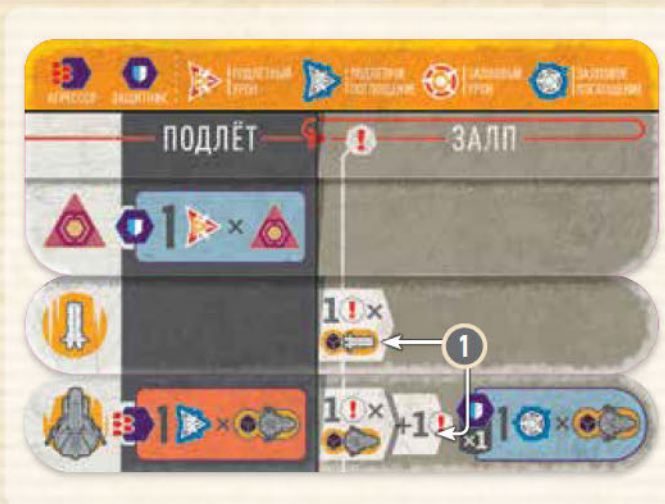 АГРЕССОР
ЗАЩИТНИК
ПОДЛЁТНЫЙ
УРОН
ПОДЛЁТНОЕ
ПОГЛОЩЕНИЕ
ЗАЛПОВЫЙ
УРОН
ЗАЛПОВОЕ
ПОГЛОЩЕНИЕ
ПОДЛЁТ
! ЗАЛП
1 ×
1!×
1
1 × 1!× +1! ×1 1 ×